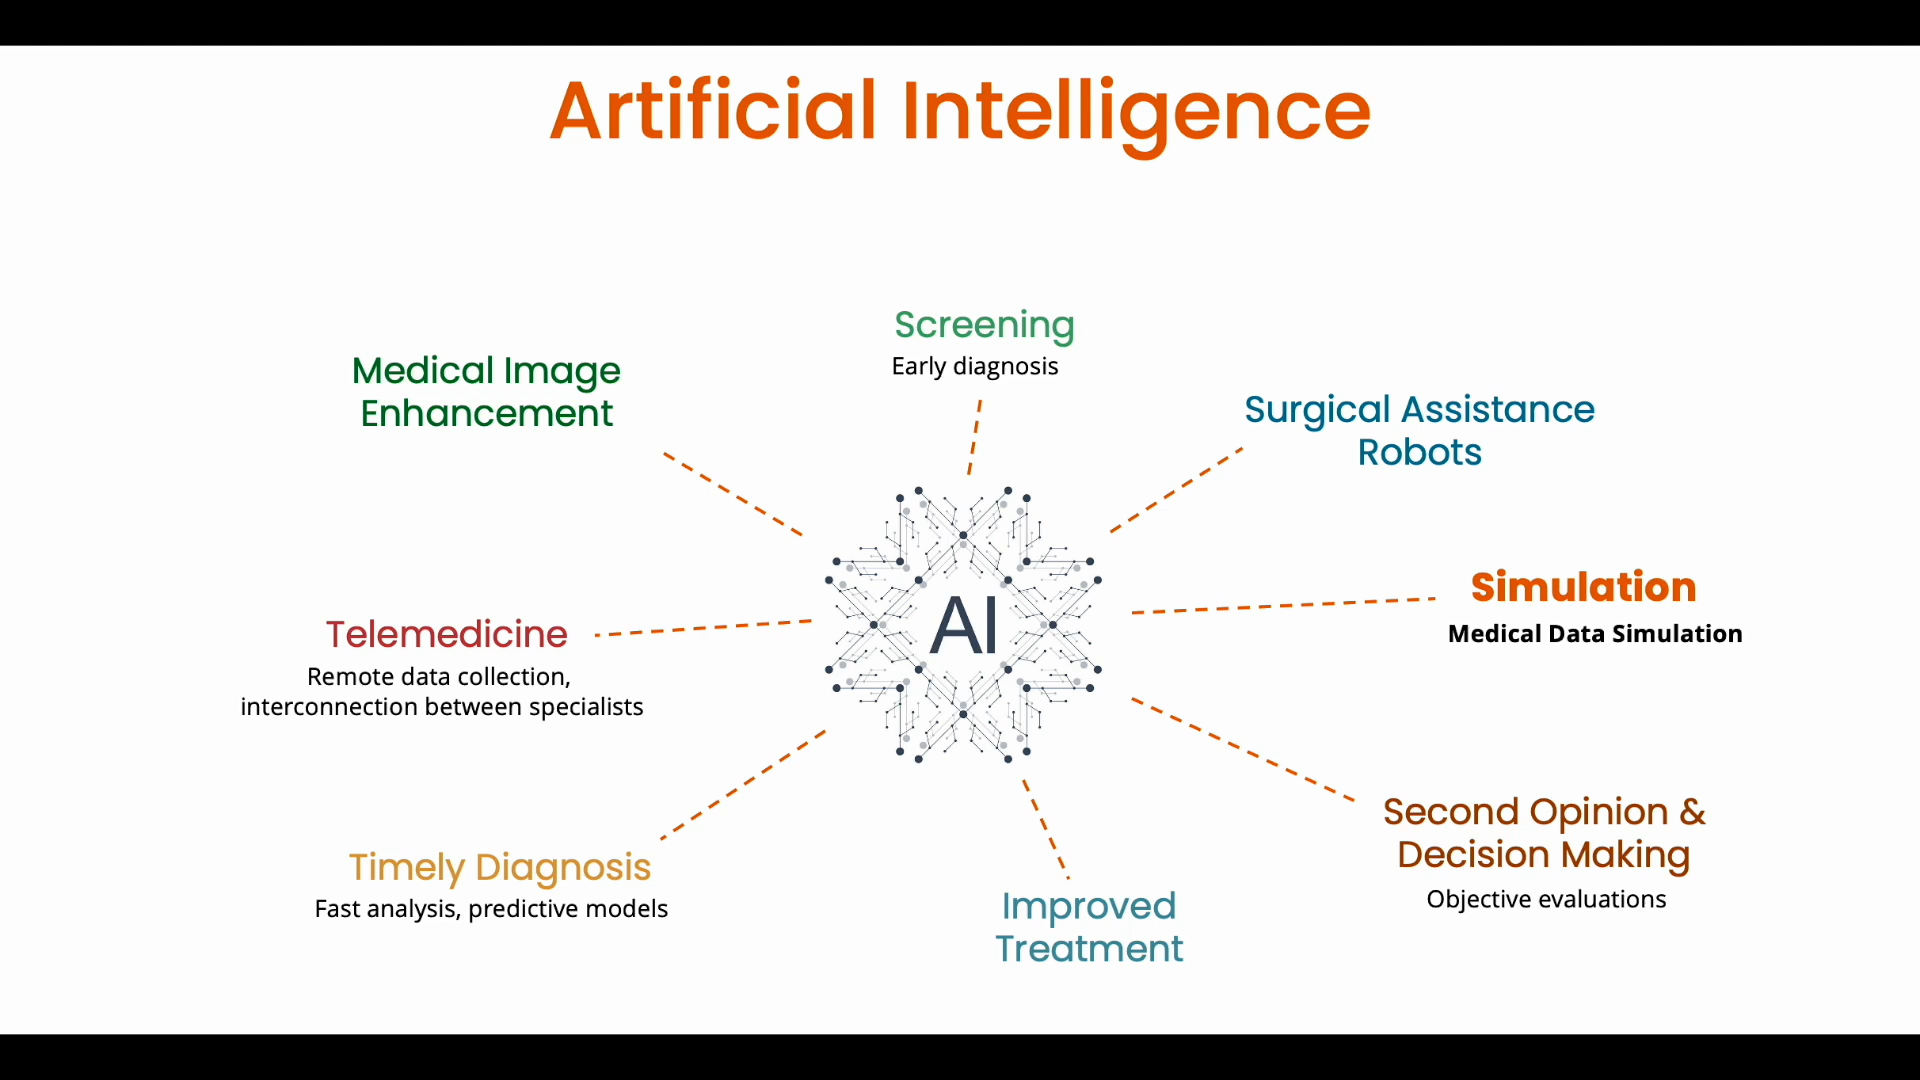 Artificial Intelligence
Screening
Early diagnosis
Medical Image
Enhancement
Surgical Assistance
Robots
Simulation
Medical Data Simulation
AI
Telemedicine
Remote data collection,
interconnection between specialists
Second Opinion &
Decision Making
Objective evaluations
Timely Diagnosis
Fast analysis, predictive models
Improved
Treatment